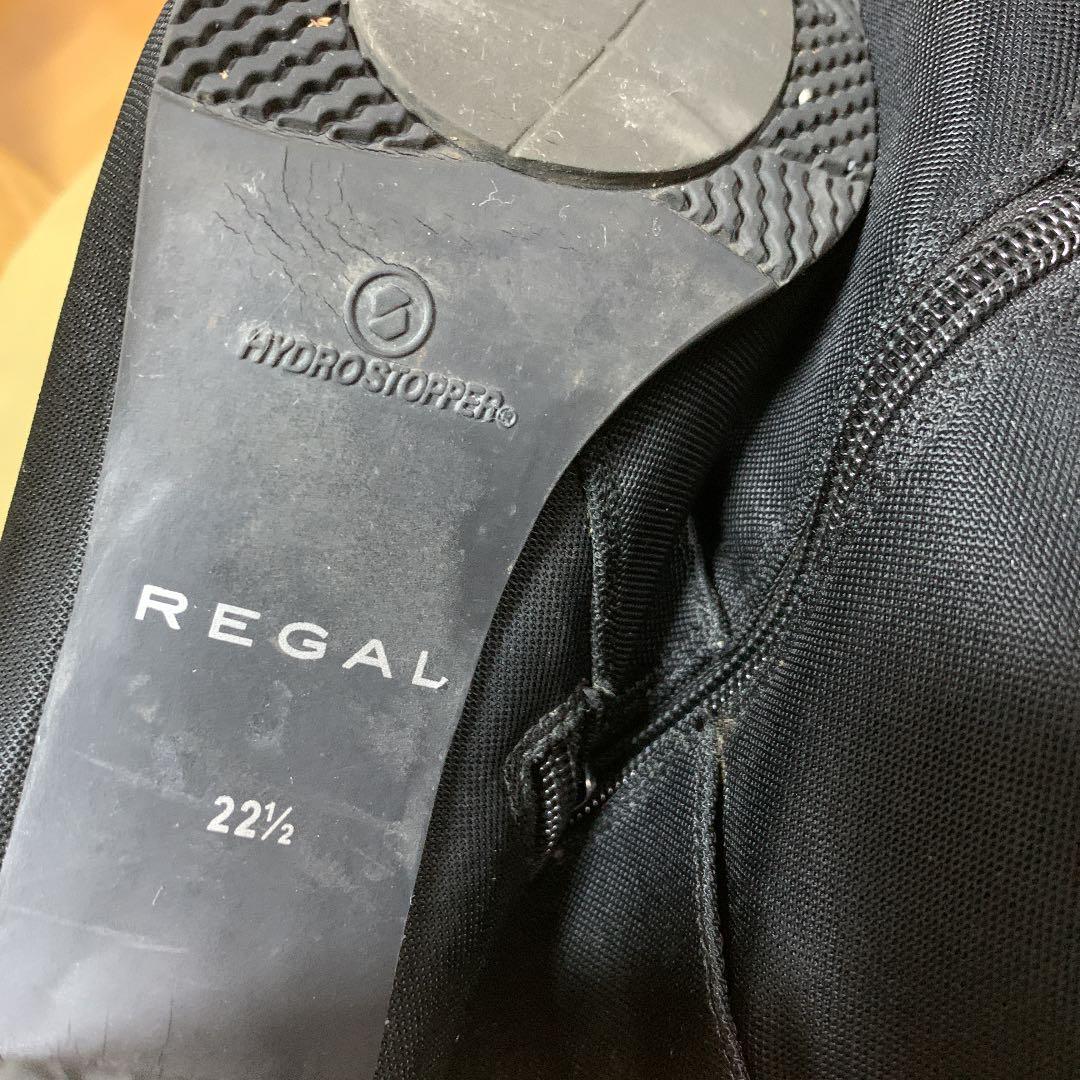 HYDROSTOPPER®
REGAL
22½